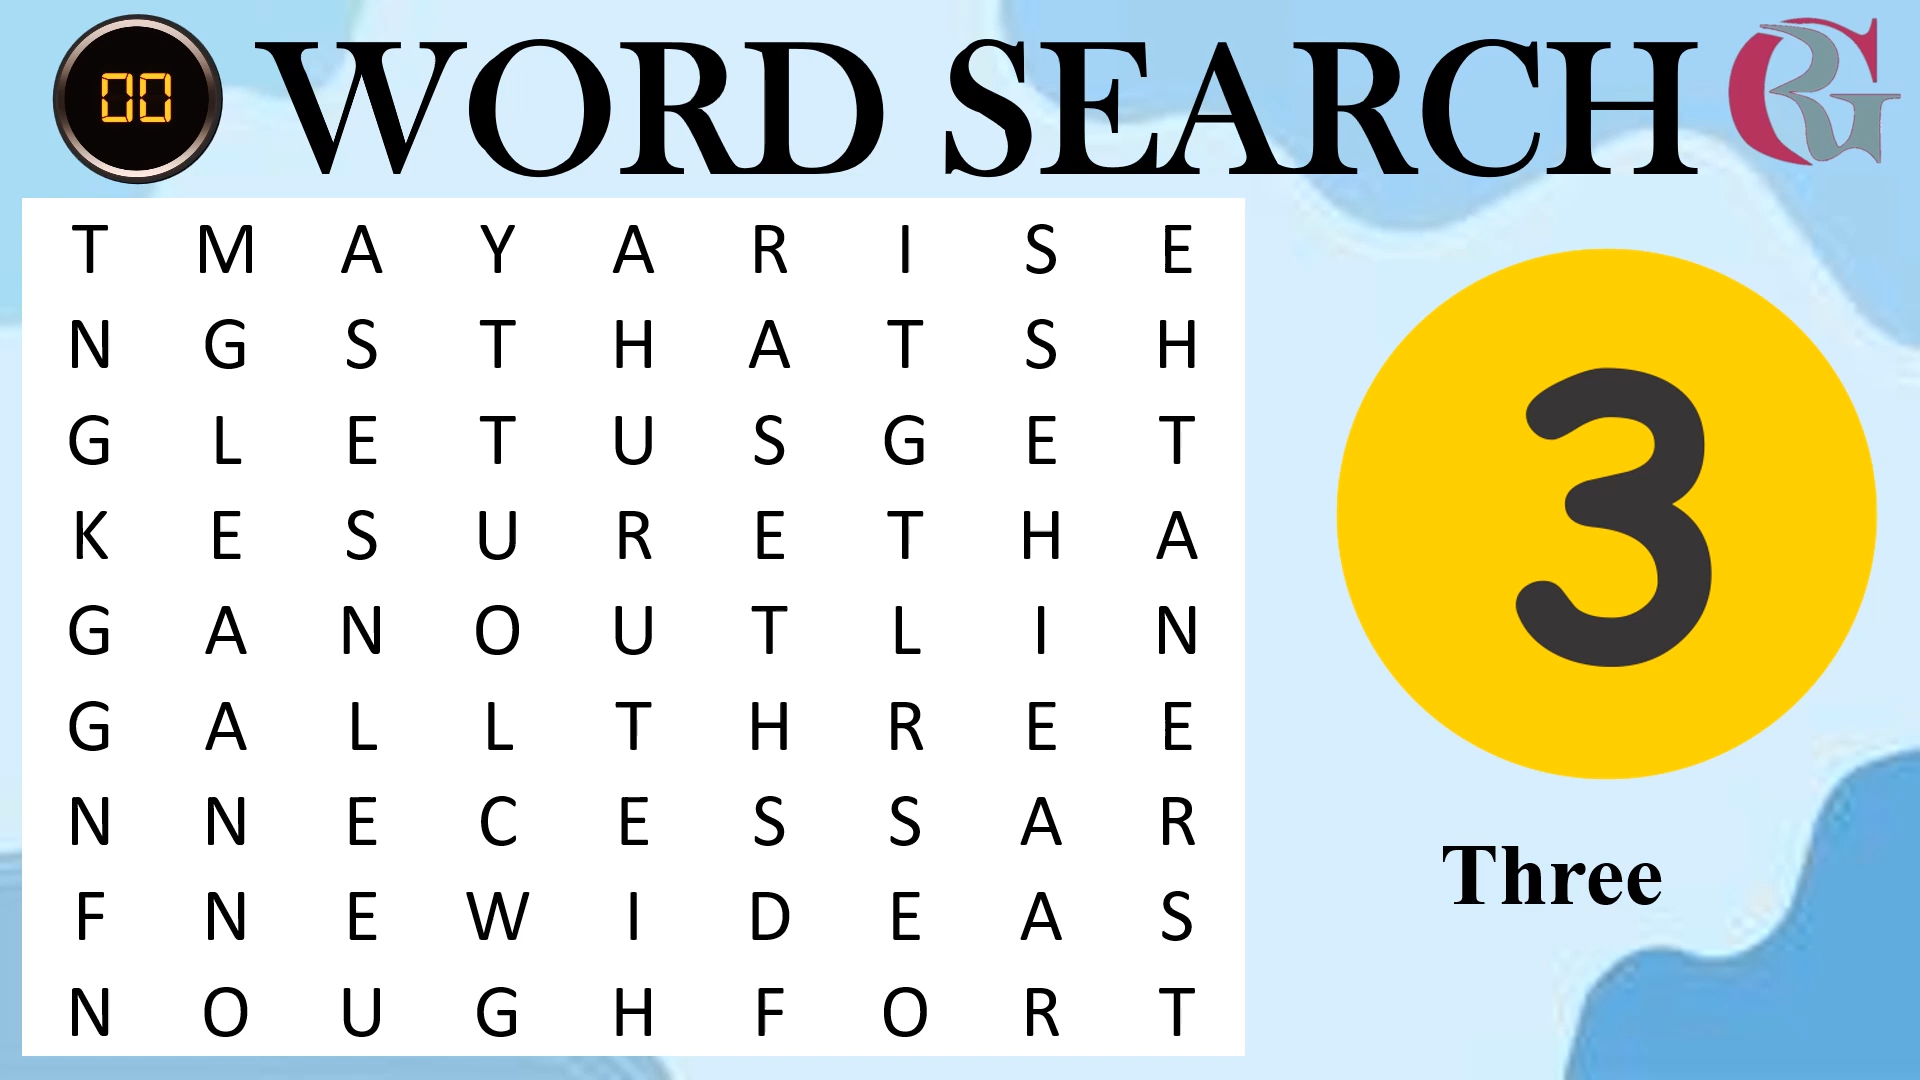 00
WORD SEARCH
T M A Y A R I S E
N G S T H A T S H
G L E T U S G E T
K E S U R E T H A
G A N O U T L I N
G A L L T H R E E
N N E C E S S A R
F N E W I D E A S
N O U G H F O R T
3
Three